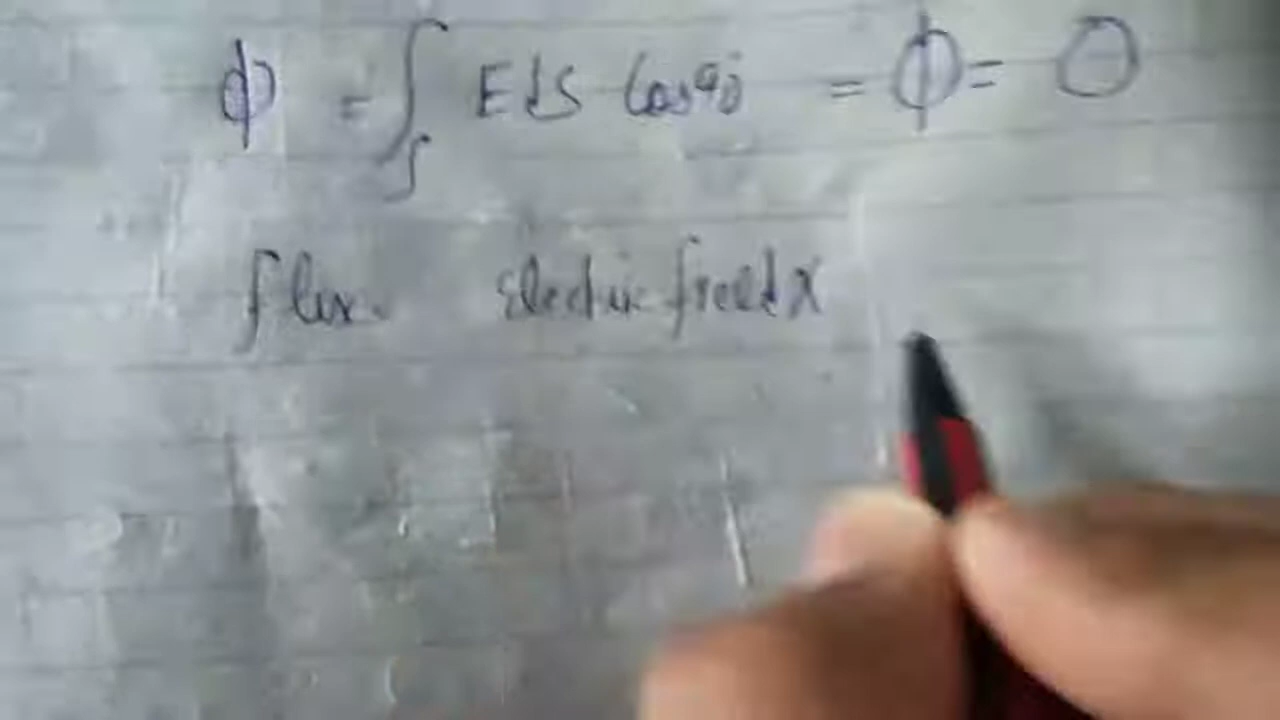 ϕ = ∫s E ds Cos90 = ϕ = 0
flux. Electric field X